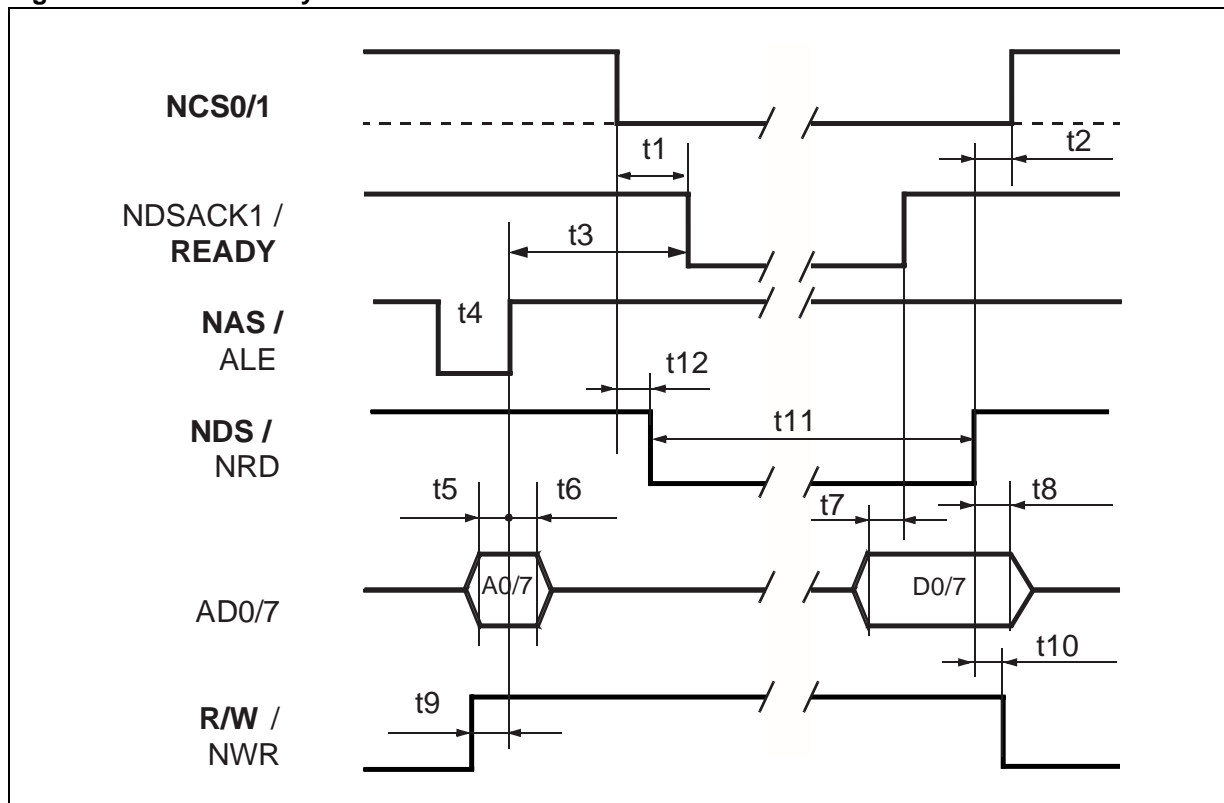 NCS0/1
t1
t2
NDSACK1 /
READY
t3
NAS /
ALE
t4
t12
NDS /
NRD
t11
t5
t6
t7
t8
AD0/7
A0/7
D0/7
t10
R/W /
NWR
t9